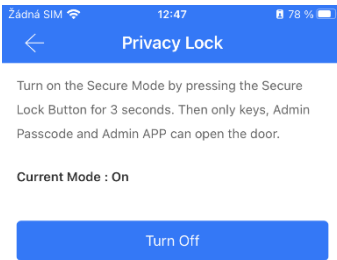 Žádná SIM 12:47 78 %
Privacy Lock
Turn on the Secure Mode by pressing the Secure
Lock Button for 3 seconds. Then only keys, Admin
Passcode and Admin APP can open the door.
Current Mode : On
Turn Off